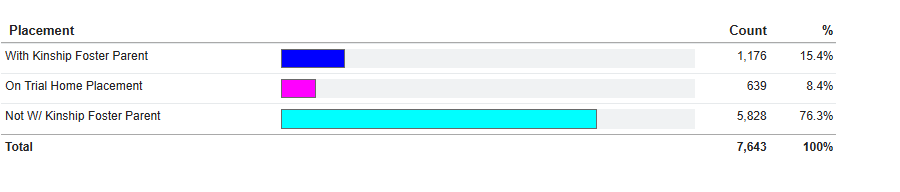 Placement Count %
With Kinship Foster Parent 1,176 15.4%
On Trial Home Placement 639 8.4%
Not W/ Kinship Foster Parent 5,828 76.3%
Total 7,643 100%